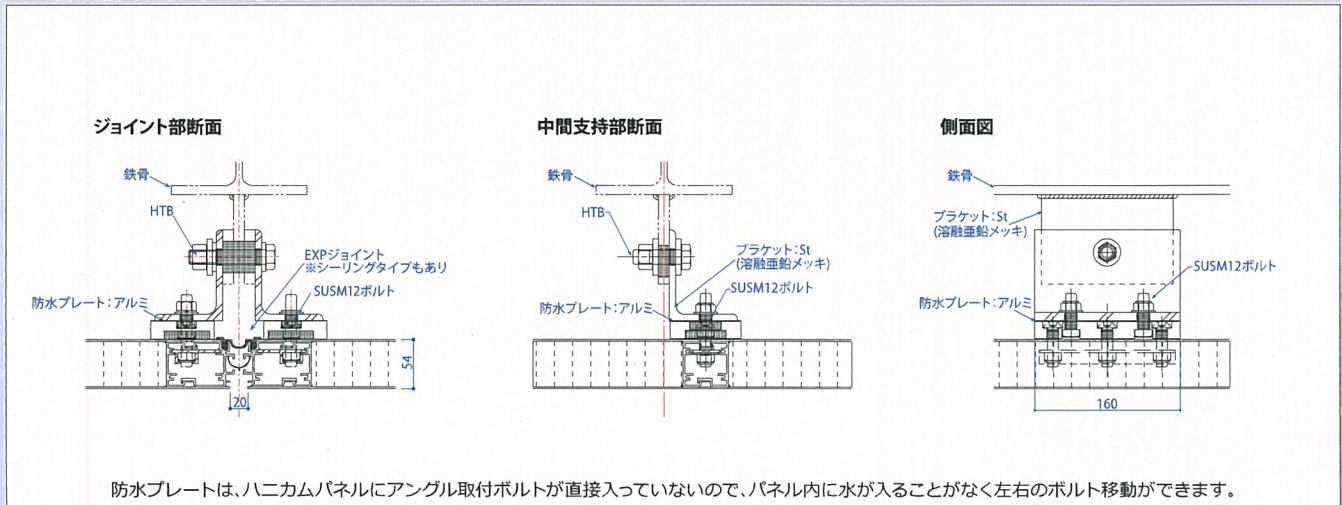 ジョイント部断面
鉄骨
HTB
EXPジョイント
※シーリングタイプもあり
SUSM12ボルト
防水プレート:アルミ
54
20
中間支持部断面
鉄骨
HTB
ブラケット:St
(溶融亜鉛メッキ)
SUSM12ボルト
防水プレート:アルミ
側面図
鉄骨
ブラケット:St
(溶融亜鉛メッキ)
SUSM12ボルト
防水プレート:アルミ
160
防水プレートは、ハニカムパネルにアングル取付ボルトが直接入っていないので、パネル内に水が入ることがなく左右のボルト移動ができます。